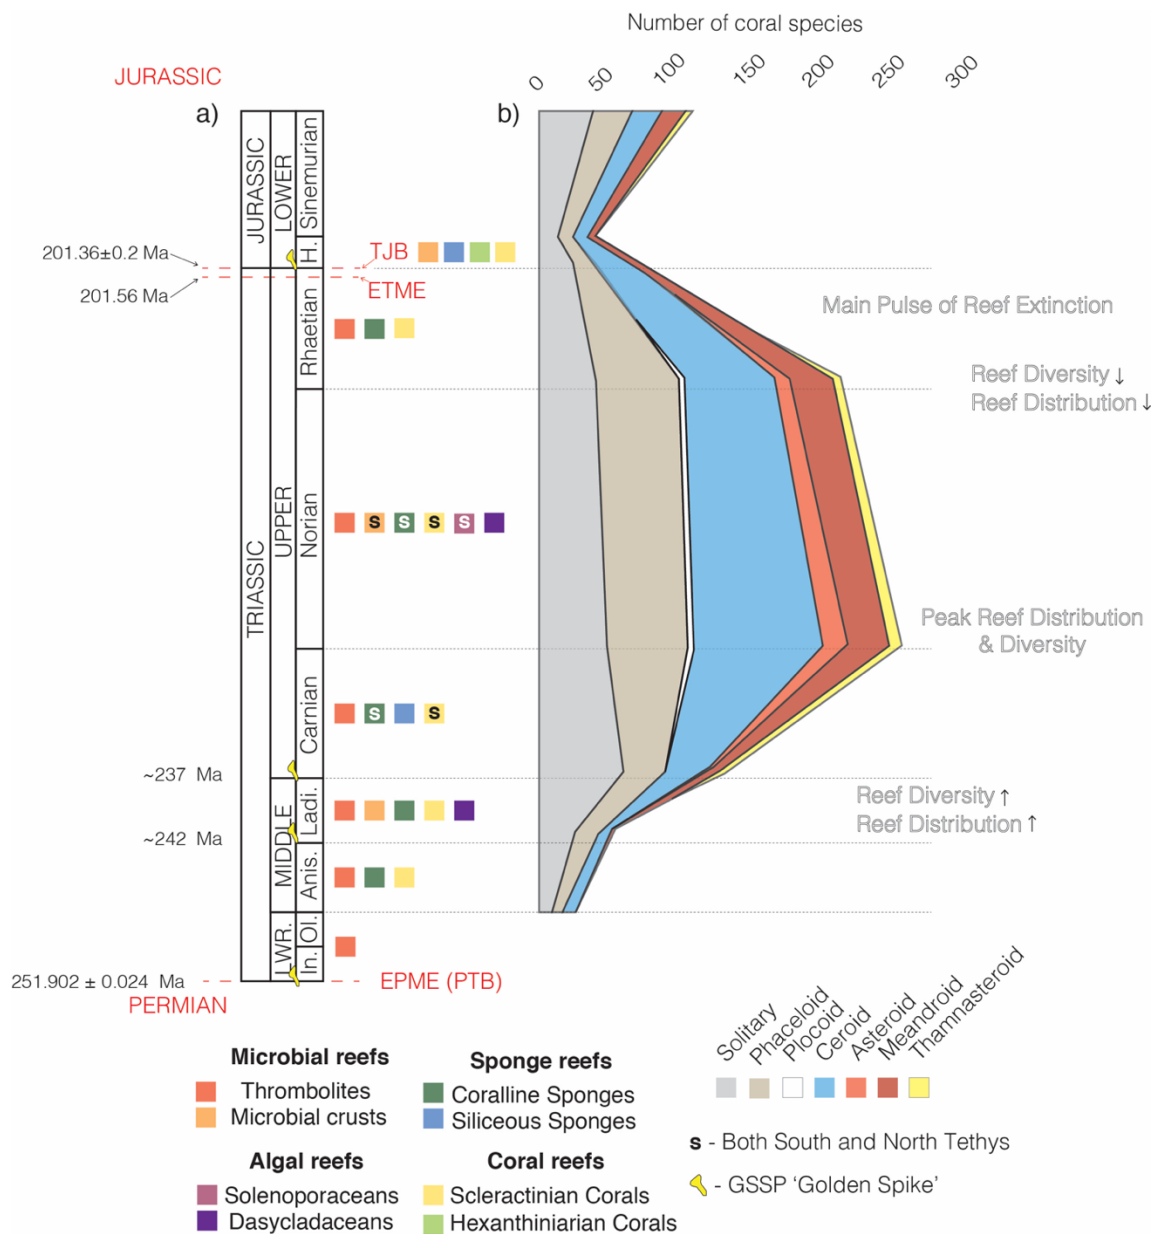 Number of coral species
0 50 100 150 200 250 300
JURASSIC
a)
b)
JURASSIC
LOWER
Sinemurian
H.
201.36±0.2 Ma
201.56 Ma
TJB
ETME
Main Pulse of Reef Extinction
Rhaetian
Reef Diversity ↓
Reef Distribution ↓
TRIASSIC
UPPER
Norian
S S S S
Peak Reef Distribution
& Diversity
Carnian
S S
~237 Ma
MIDDLE
Ladi.
Reef Diversity ↑
Reef Distribution ↑
~242 Ma
Anis.
LWR.
Ol.
In.
251.902 ± 0.024 Ma
EPME (PTB)
PERMIAN
Solitary
Phaceloid
Plocoid
Ceroid
Asteroid
Meandroid
Thamnasteroid
Microbial reefs
Thrombolites
Microbial crusts
Sponge reefs
Coralline Sponges
Siliceous Sponges
Algal reefs
Solenoporaceans
Dasycladaceans
Coral reefs
Scleractinian Corals
Hexanthiniarian Corals
s - Both South and North Tethys
- GSSP ‘Golden Spike’